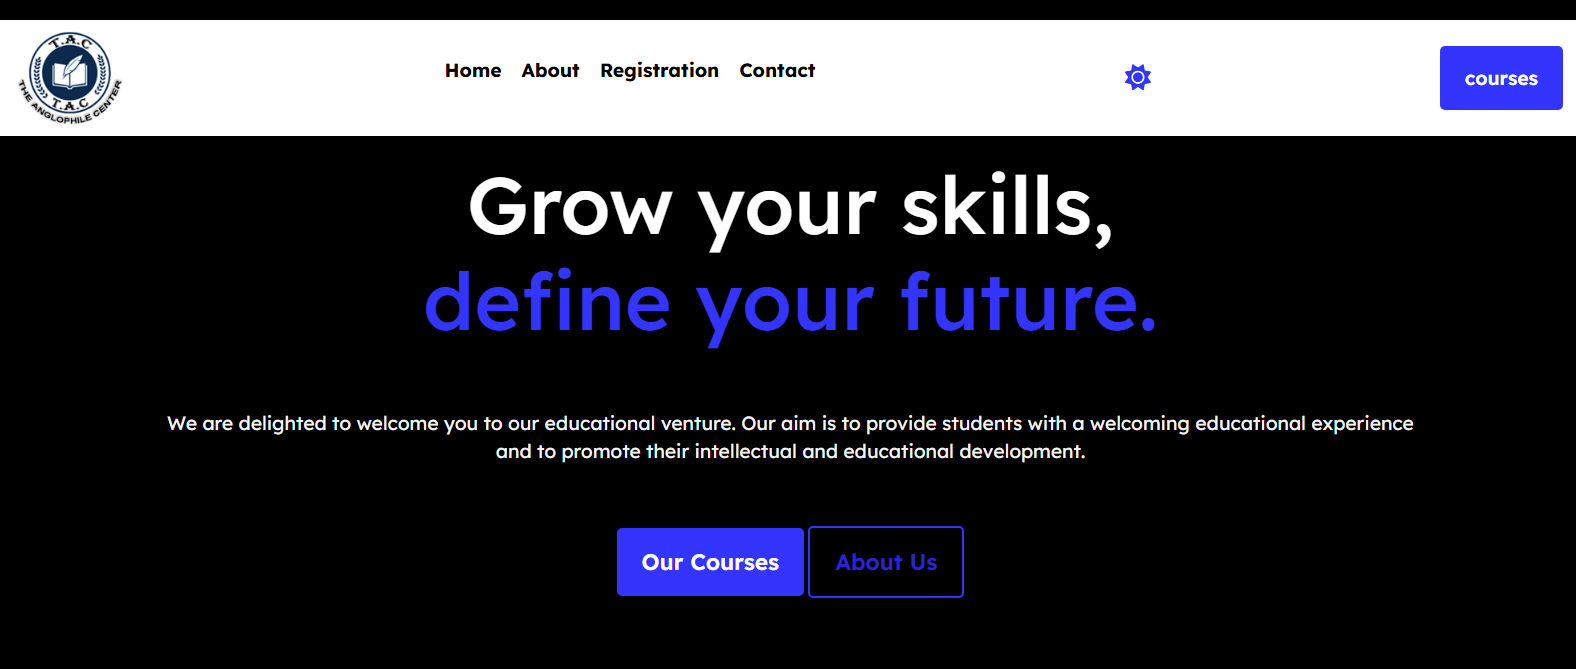 T.A.C
T.A.C
THE ANGLOPHILE CENTER
Home About Registration Contact
courses
Grow your skills,
define your future.
We are delighted to welcome you to our educational venture. Our aim is to provide students with a welcoming educational experience
and to promote their intellectual and educational development.
Our Courses About Us